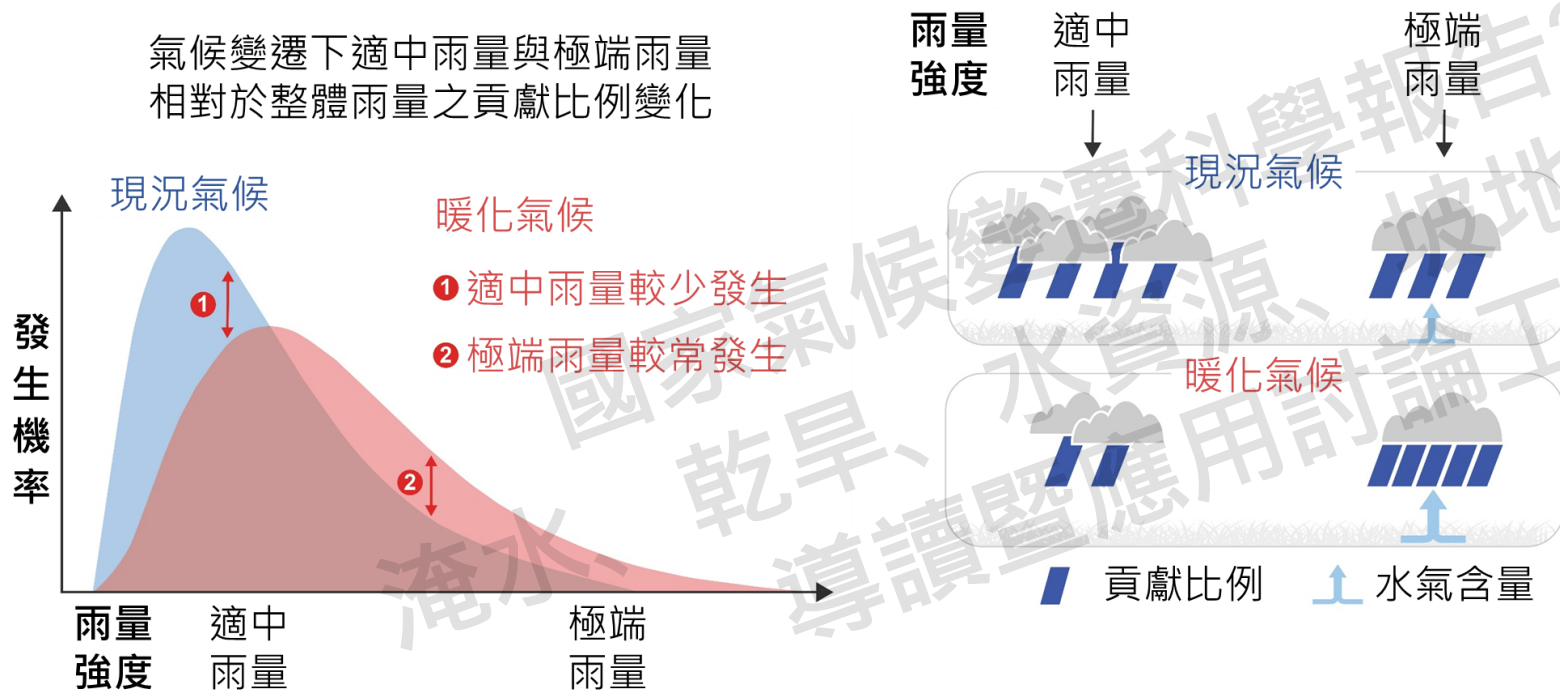 氣候變遷下適中雨量與極端雨量
相對於整體雨量之貢獻比例變化
現況氣候
暖化氣候
❶ 適中雨量較少發生
❷ 極端雨量較常發生
❶
❷
發生機率
雨量
強度
適中
雨量
極端
雨量
雨量
強度
適中
雨量
極端
雨量
現況氣候
暖化氣候
貢獻比例
水氣含量
國家氣候變遷科學報告
淹水、乾旱、水資源、坡地
導讀暨應用討論工